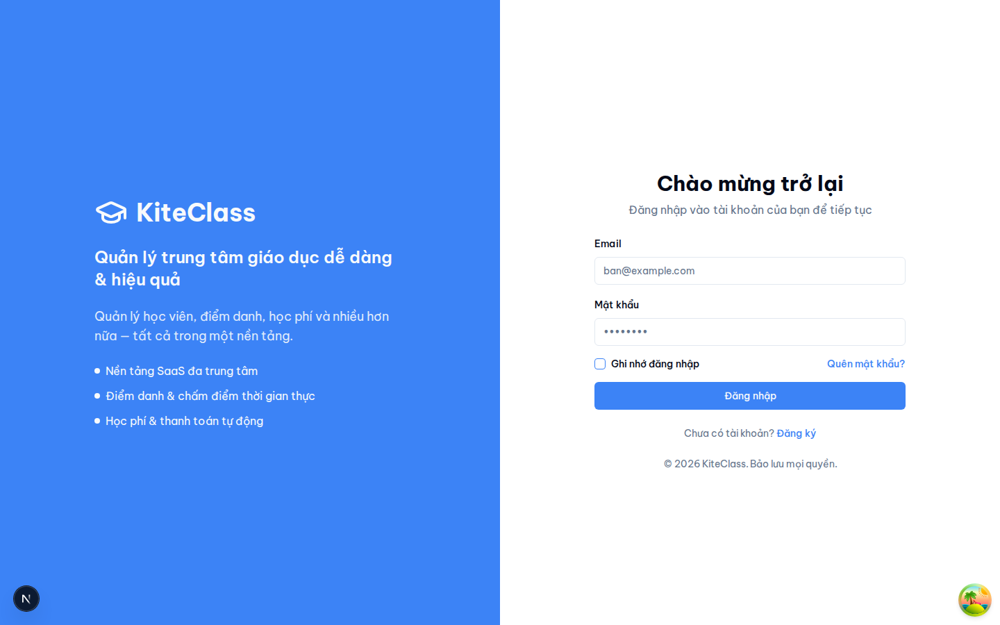 KiteClass
Quản lý trung tâm giáo dục dễ dàng
& hiệu quả
Quản lý học viên, điểm danh, học phí và nhiều hơn
nữa — tất cả trong một nền tảng.
Nền tảng SaaS đa trung tâm
Điểm danh & chấm điểm thời gian thực
Học phí & thanh toán tự động
Chào mừng trở lại
Đăng nhập vào tài khoản của bạn để tiếp tục
Email
ban@example.com
Mật khẩu
••••••••
Ghi nhớ đăng nhập
Quên mật khẩu?
Đăng nhập
Chưa có tài khoản? Đăng ký
© 2026 KiteClass. Bảo lưu mọi quyền.
N